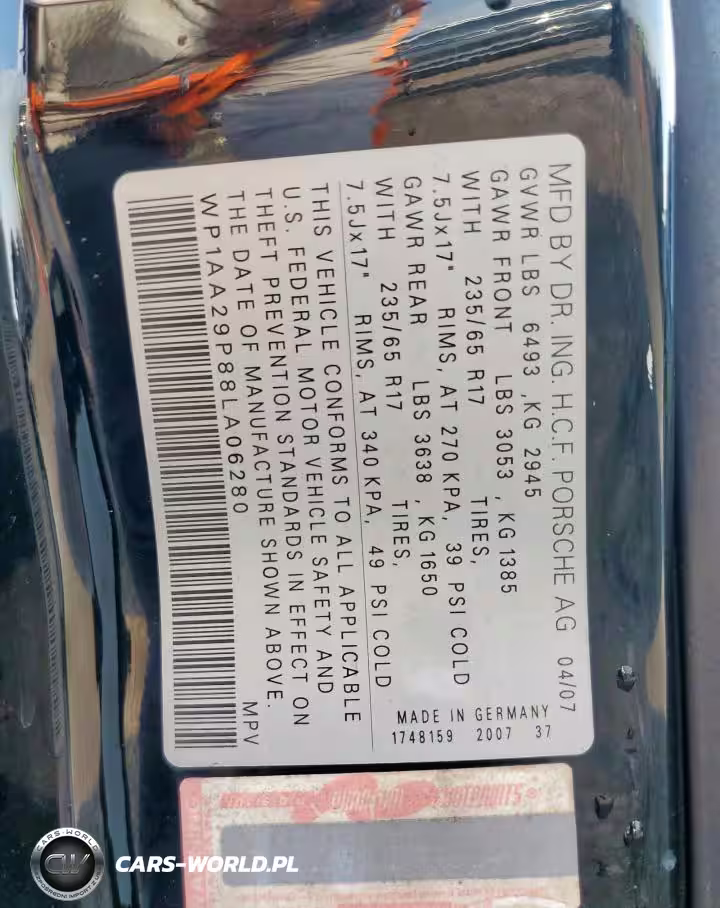 MFD BY DR. ING. H.C.F. PORSCHE AG 04/07
GVWR LBS 6493 ,KG 2945
GAWR FRONT LBS 3053 , KG 1385
WITH 235/65 R17 TIRES,
7.5Jx17" RIMS, AT 270 KPA, 39 PSI COLD
GAWR REAR LBS 3638 , KG 1650
WITH 235/65 R17 TIRES,
7.5Jx17" RIMS, AT 340 KPA, 49 PSI COLD
MADE IN GERMANY
1748159 2007 37
THIS VEHICLE CONFORMS TO ALL APPLICABLE
U.S. FEDERAL MOTOR VEHICLE SAFETY AND
THEFT PREVENTION STANDARDS IN EFFECT ON
THE DATE OF MANUFACTURE SHOWN ABOVE.
WP1AA29P88LA06280 MPV
CARS-WORLD
CW
CARS-WORLD.PL